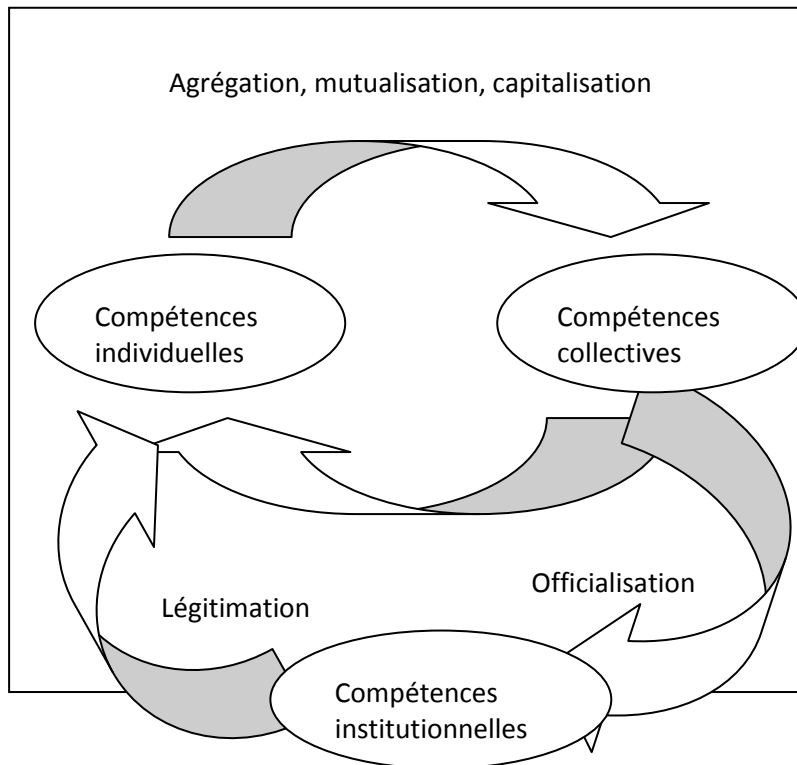 Agrégation, mutualisation, capitalisation
Compétences
individuelles
Compétences
collectives
Officialisation
Légitimation
Compétences
institutionnelles